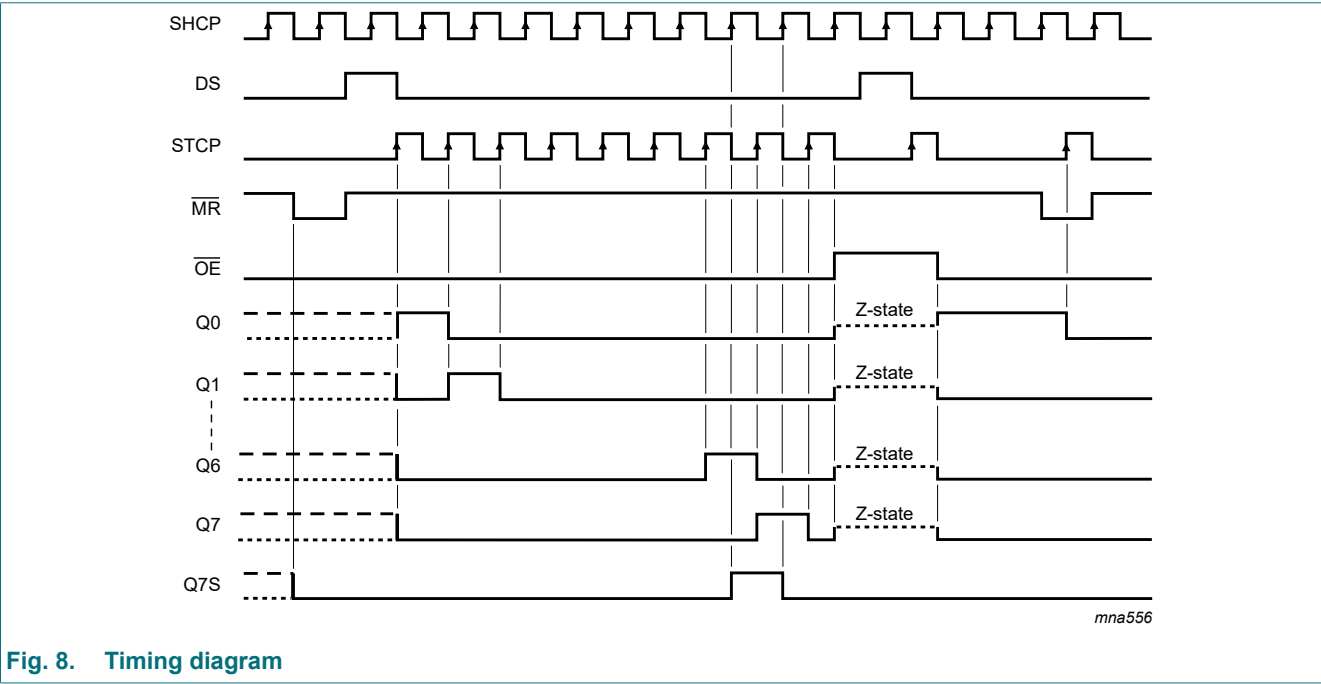 SHCP
DS
STCP
MR
OE
Q0
Z-state
Q1
Z-state
Q6
Z-state
Q7
Z-state
Q7S
mna556
Fig. 8. Timing diagram